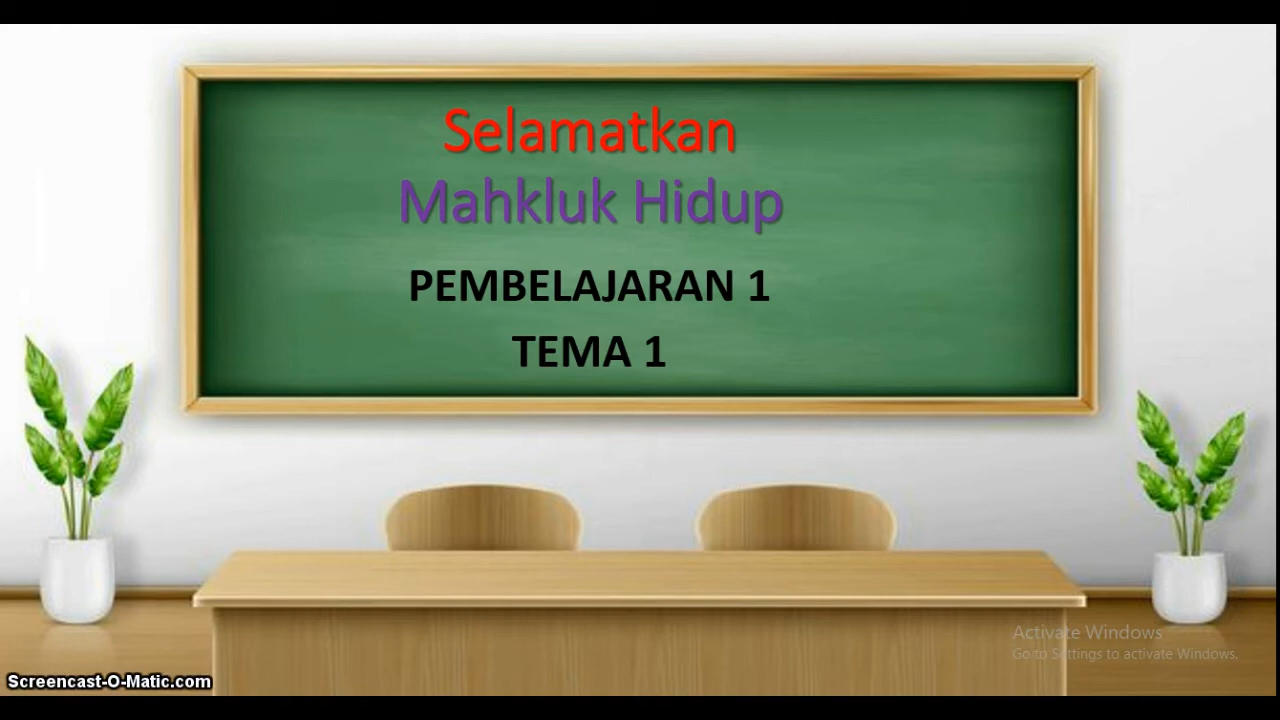 Selamatkan
Mahkluk Hidup
PEMBELAJARAN 1
TEMA 1
Activate Windows
Go to Settings to activate Windows.
Screencast-O-Matic.com